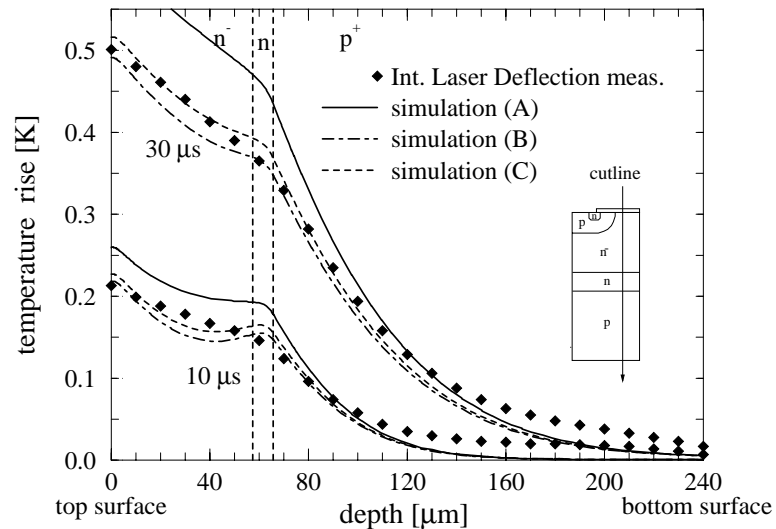 0.5
0.4
0.3
0.2
0.1
0.0
temperature rise [K]
n⁻ n p⁺
Int. Laser Deflection meas.
simulation (A)
simulation (B)
simulation (C)
30 µs
10 µs
cutline
p n
n⁻
n
p
0 40 80 120 160 200 240
top surface depth [µm] bottom surface